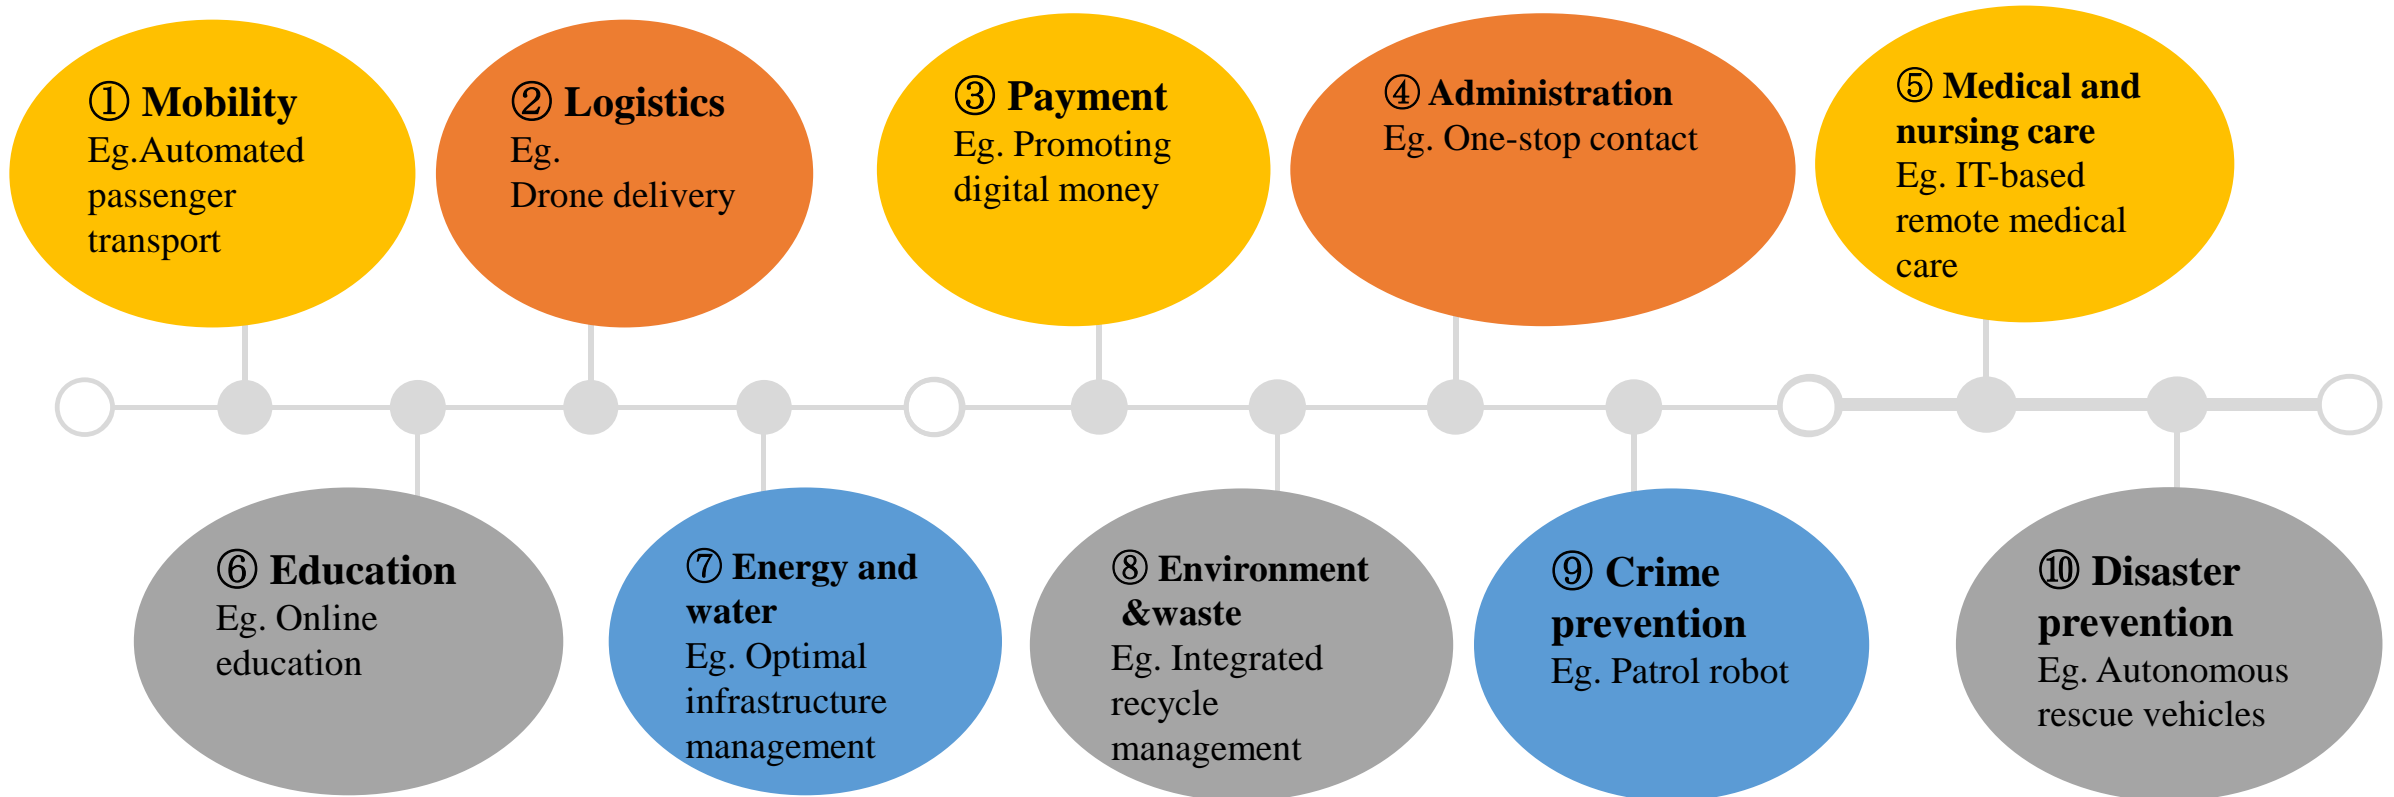 ① Mobility
Eg.Automated
passenger
transport
② Logistics
Eg.
Drone delivery
③ Payment
Eg. Promoting
digital money
④ Administration
Eg. One-stop contact
⑤ Medical and
nursing care
Eg. IT-based
remote medical
care
⑥ Education
Eg. Online
education
⑦ Energy and
water
Eg. Optimal
infrastructure
management
⑧ Environment
&waste
Eg. Integrated
recycle
management
⑨ Crime
prevention
Eg. Patrol robot
⑩ Disaster
prevention
Eg. Autonomous
rescue vehicles